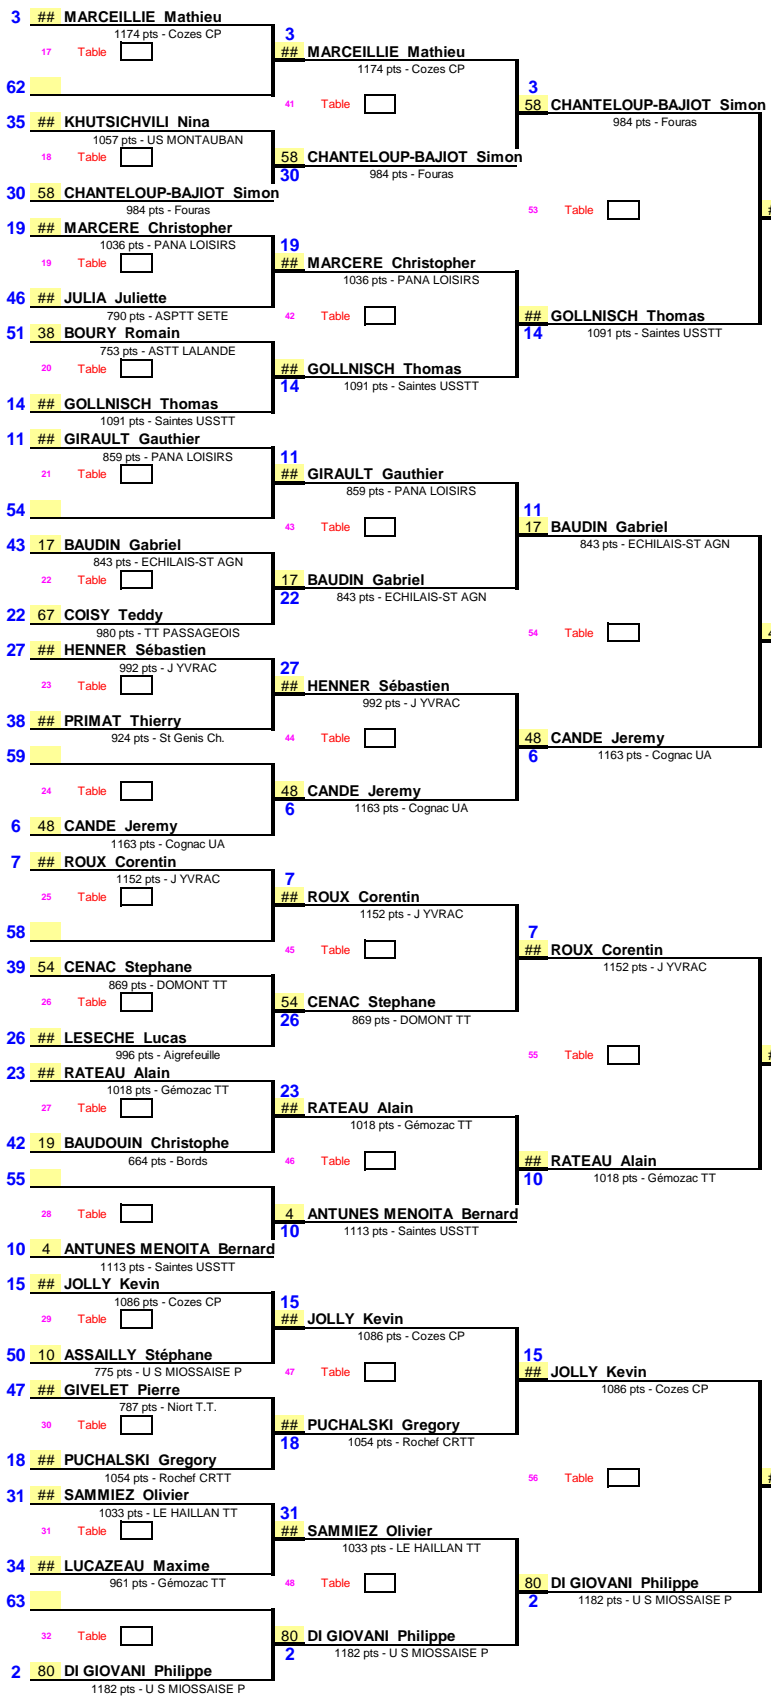 3 ## MARCEILLIE Mathieu
1174 pts - Cozes CP
17 Table
62
35 ## KHUTSICHVILI Nina
1057 pts - US MONTAUBAN
18 Table
30 58 CHANTELOUP-BAJIOT Simon
984 pts - Fouras
19 ## MARCERE Christopher
1036 pts - PANA LOISIRS
19 Table
46 ## JULIA Juliette
790 pts - ASPTT SETE
51 38 BOURY Romain
753 pts - ASTT LALANDE
20 Table
14 ## GOLLNISCH Thomas
1091 pts - Saintes USSTT
11 ## GIRAULT Gauthier
859 pts - PANA LOISIRS
21 Table
54
43 17 BAUDIN Gabriel
843 pts - ECHILAIS-ST AGN
22 Table
22 67 COISY Teddy
980 pts - TT PASSAGEOIS
27 ## HENNER Sébastien
992 pts - J YVRAC
23 Table
38 ## PRIMAT Thierry
924 pts - St Genis Ch.
59
24 Table
6 48 CANDE Jeremy
1163 pts - Cognac UA
7 ## ROUX Corentin
1152 pts - J YVRAC
25 Table
58
39 54 CENAC Stephane
869 pts - DOMONT TT
26 Table
26 ## LESECHE Lucas
996 pts - Aigrefeuille
23 ## RATEAU Alain
1018 pts - Gémozac TT
27 Table
42 19 BAUDOUIN Christophe
664 pts - Bords
55
28 Table
10 4 ANTUNES MENOITA Bernard
1113 pts - Saintes USSTT
15 ## JOLLY Kevin
1086 pts - Cozes CP
29 Table
50 10 ASSAILLY Stéphane
775 pts - U S MIOSSAISE P
47 ## GIVELET Pierre
787 pts - Niort T.T.
30 Table
18 ## PUCHALSKI Gregory
1054 pts - Rochef CRTT
31 ## SAMMIEZ Olivier
1033 pts - LE HAILLAN TT
31 Table
34 ## LUCAZEAU Maxime
961 pts - Gémozac TT
63
32 Table
2 80 DI GIOVANI Philippe
1182 pts - U S MIOSSAISE P
3
## MARCEILLIE Mathieu
1174 pts - Cozes CP
41 Table
58 CHANTELOUP-BAJIOT Simon
30 984 pts - Fouras
19
## MARCERE Christopher
1036 pts - PANA LOISIRS
42 Table
## GOLLNISCH Thomas
14 1091 pts - Saintes USSTT
11
## GIRAULT Gauthier
859 pts - PANA LOISIRS
43 Table
17 BAUDIN Gabriel
22 843 pts - ECHILAIS-ST AGN
27
## HENNER Sébastien
992 pts - J YVRAC
44 Table
48 CANDE Jeremy
6 1163 pts - Cognac UA
7
## ROUX Corentin
1152 pts - J YVRAC
45 Table
54 CENAC Stephane
26 869 pts - DOMONT TT
23
## RATEAU Alain
1018 pts - Gémozac TT
46 Table
4 ANTUNES MENOITA Bernard
10 1113 pts - Saintes USSTT
15
## JOLLY Kevin
1086 pts - Cozes CP
47 Table
## PUCHALSKI Gregory
18 1054 pts - Rochef CRTT
31
## SAMMIEZ Olivier
1033 pts - LE HAILLAN TT
48 Table
80 DI GIOVANI Philippe
2 1182 pts - U S MIOSSAISE P
3
58 CHANTELOUP-BAJIOT Simon
984 pts - Fouras
53 Table
## GOLLNISCH Thomas
14 1091 pts - Saintes USSTT
11
17 BAUDIN Gabriel
843 pts - ECHILAIS-ST AGN
54 Table
48 CANDE Jeremy
6 1163 pts - Cognac UA
7
## ROUX Corentin
1152 pts - J YVRAC
55 Table
## RATEAU Alain
10 1018 pts - Gémozac TT
15
## JOLLY Kevin
1086 pts - Cozes CP
56 Table
80 DI GIOVANI Philippe
2 1182 pts - U S MIOSSAISE P